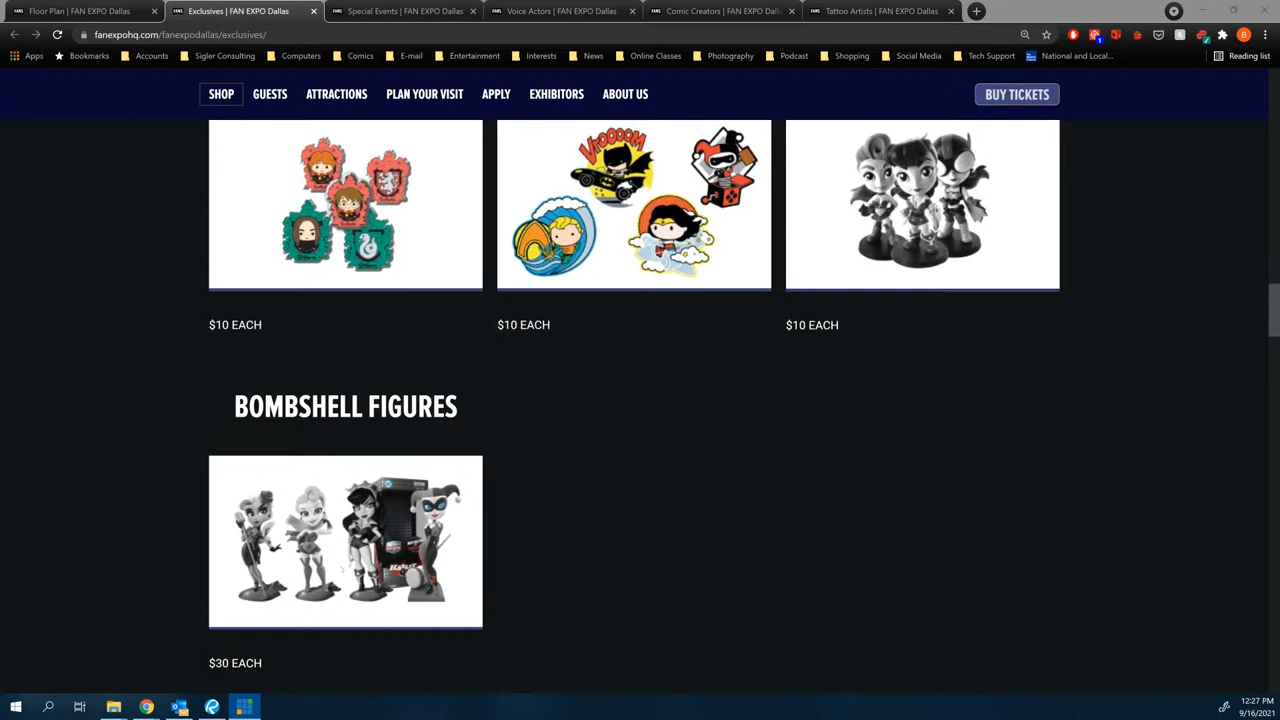 Floor Plan | FAN EXPO Dallas
Exclusives | FAN EXPO Dallas
Special Events | FAN EXPO Dallas
Voice Actors | FAN EXPO Dallas
Comic Creators | FAN EXPO Dall
Tattoo Artists | FAN EXPO Dallas
fanexpohq.com/fanexpodallas/exclusives/
Apps Bookmarks Accounts Sigler Consulting Computers Comics E-mail Entertainment Interests News Online Classes Photography Podcast Shopping Social Media Tech Support National and Local... Reading list
SHOP GUESTS ATTRACTIONS PLAN YOUR VISIT APPLY EXHIBITORS ABOUT US BUY TICKETS
VROOOOM
$10 EACH $10 EACH $10 EACH
BOMBSHELL FIGURES
$30 EACH
12:27 PM
9/16/2021